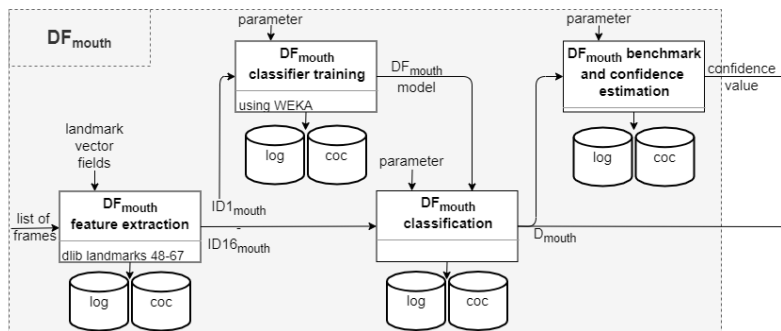 DFmouth
parameter
DFmouth
classifier training
using WEKA
log
coc
DFmouth
model
parameter
DFmouth benchmark
and confidence
estimation
log
coc
confidence
value
landmark
vector
fields
list of
frames
DFmouth
feature extraction
dlib landmarks 48-67
log
coc
ID1mouth
ID16mouth
parameter
DFmouth
classification
log
coc
Dmouth